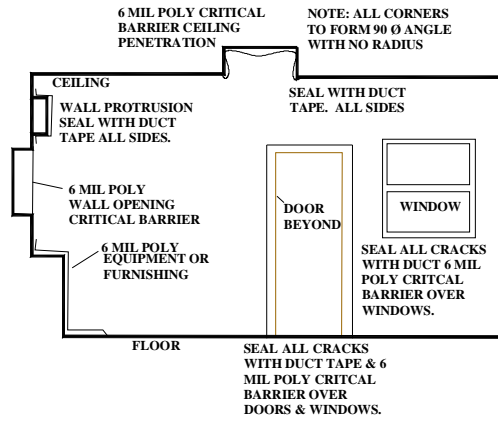 6 MIL POLY CRITICAL
BARRIER CEILING
PENETRATION
NOTE: ALL CORNERS
TO FORM 90 Ø ANGLE
WITH NO RADIUS
CEILING
WALL PROTRUSION
SEAL WITH DUCT
TAPE ALL SIDES.
SEAL WITH DUCT
TAPE. ALL SIDES
6 MIL POLY
WALL OPENING
CRITICAL BARRIER
DOOR
BEYOND
WINDOW
6 MIL POLY
EQUIPMENT OR
FURNISHING
SEAL ALL CRACKS
WITH DUCT 6 MIL
POLY CRITCAL
BARRIER OVER
WINDOWS.
FLOOR
SEAL ALL CRACKS
WITH DUCT TAPE & 6
MIL POLY CRITCAL
BARRIER OVER
DOORS & WINDOWS.